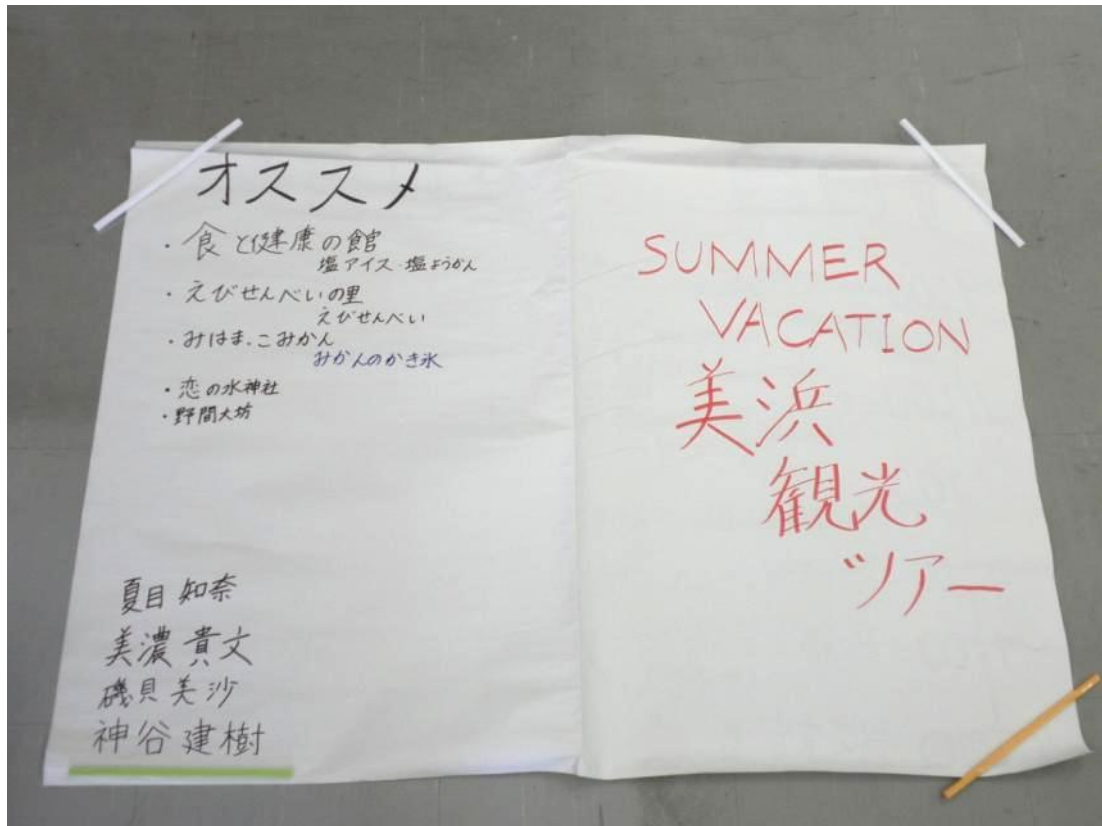 オススメ
・食と健康の館
塩アイス・塩ようかん
・えびせんべいの里
えびせんべい
・みはま.こみかん
みかんのかき氷
・恋の水神社
・野間大坊
夏目 知奈
美濃 貴文
磯貝 美沙
神谷 建樹
SUMMER
VACATION
美浜
観光
ツアー